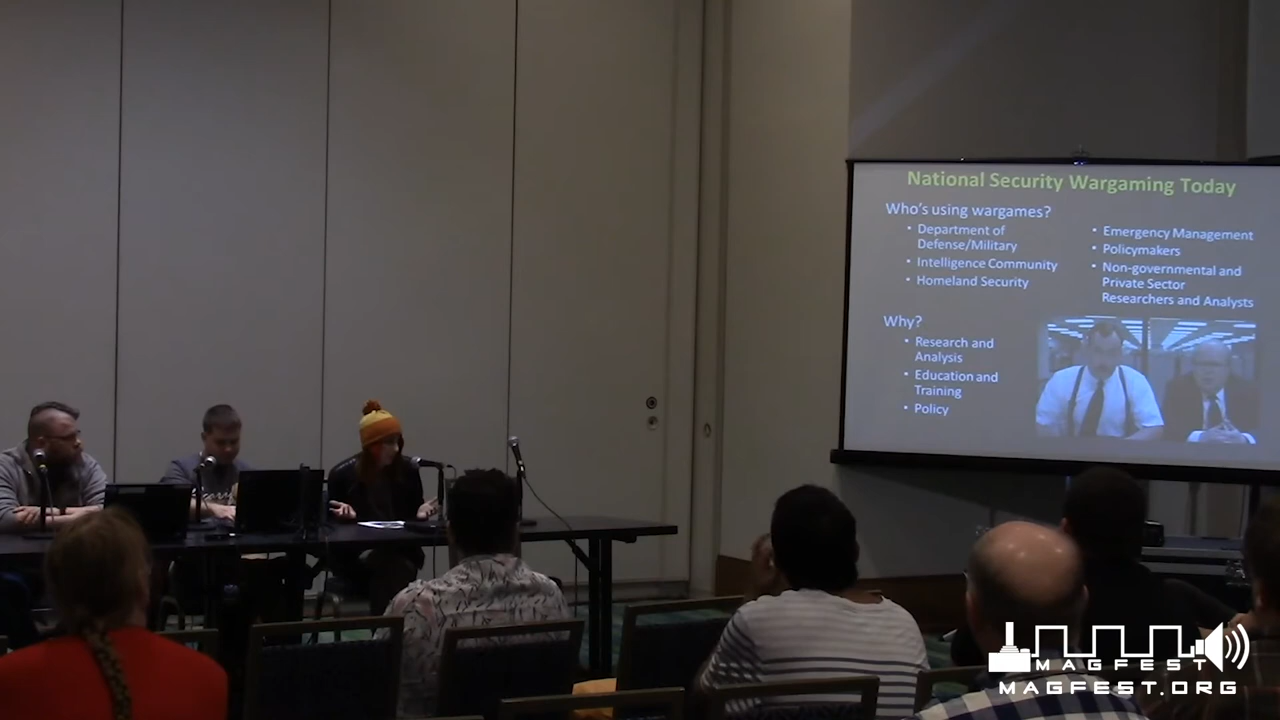 National Security Wargaming Today
Who's using wargames?
• Department of
Defense/Military
• Intelligence Community
• Homeland Security
• Emergency Management
• Policymakers
• Non-governmental and
Private Sector
Researchers and Analysts
Why?
• Research and
Analysis
• Education and
Training
• Policy
MAGFEST
MAGFEST.ORG